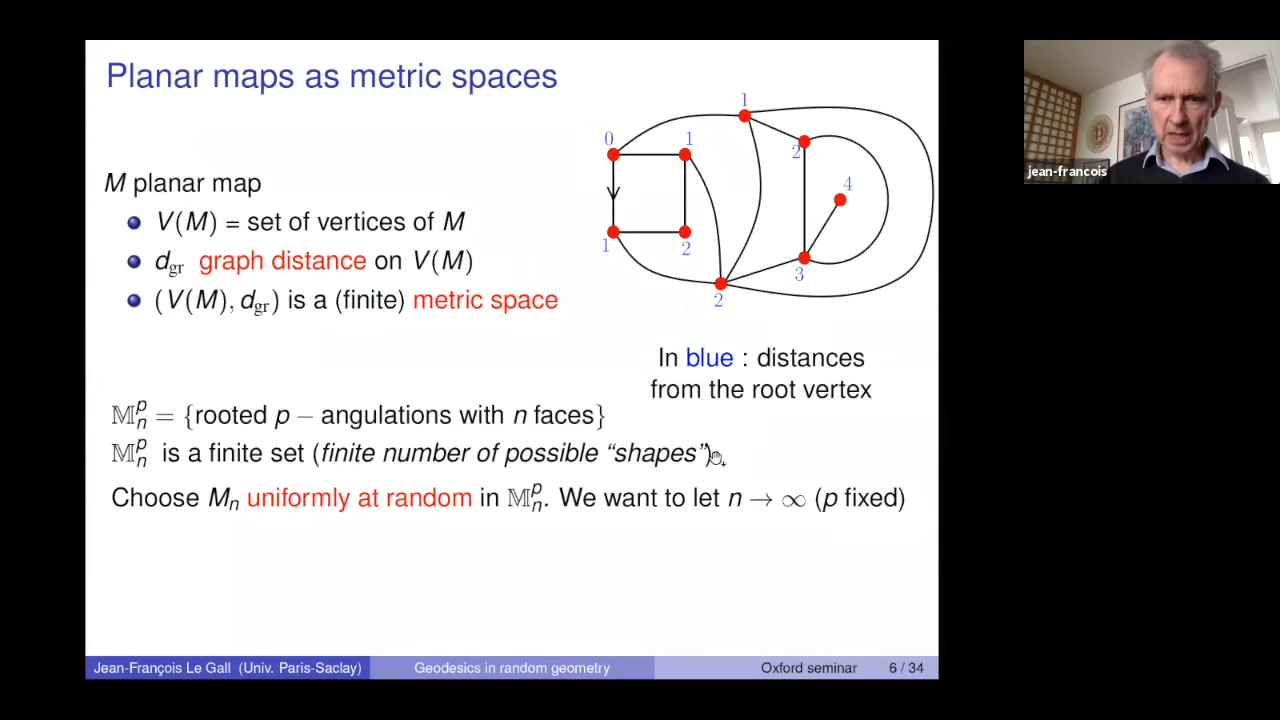 Planar maps as metric spaces
M planar map
V(M) = set of vertices of M
d_gr graph distance on V(M)
(V(M), d_gr) is a (finite) metric space
0
1
1
2
1
2
2
3
4
In blue : distances
from the root vertex
𝕄ₙᵖ = {rooted p − angulations with n faces}
𝕄ₙᵖ is a finite set (finite number of possible “shapes”)
Choose Mₙ uniformly at random in 𝕄ₙᵖ. We want to let n → ∞ (p fixed)
Jean-François Le Gall (Univ. Paris-Saclay) Geodesics in random geometry Oxford seminar 6 / 34
jean-francois